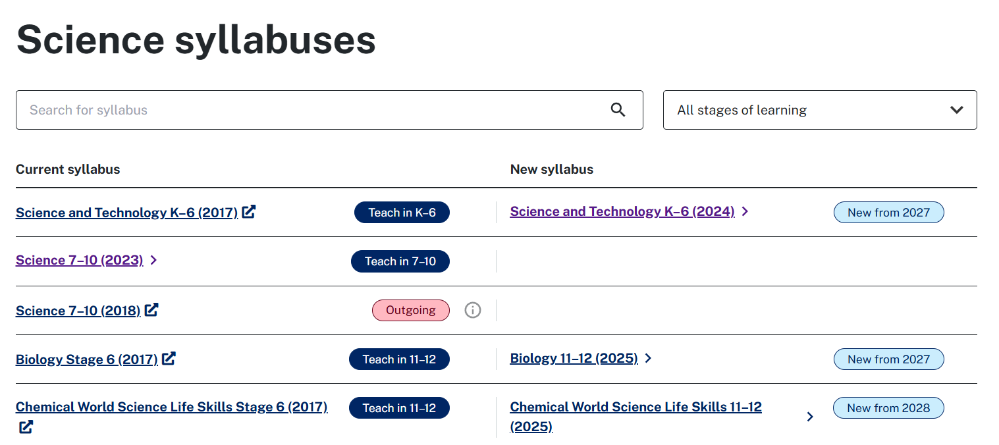 Science syllabuses
Search for syllabus
All stages of learning
Current syllabus
New syllabus
Science and Technology K–6 (2017)
Teach in K–6
Science and Technology K–6 (2024)
New from 2027
Science 7–10 (2023)
Teach in 7–10
Science 7–10 (2018)
Outgoing
Biology Stage 6 (2017)
Teach in 11–12
Biology 11–12 (2025)
New from 2027
Chemical World Science Life Skills Stage 6 (2017)
Teach in 11–12
Chemical World Science Life Skills 11–12
(2025)
New from 2028